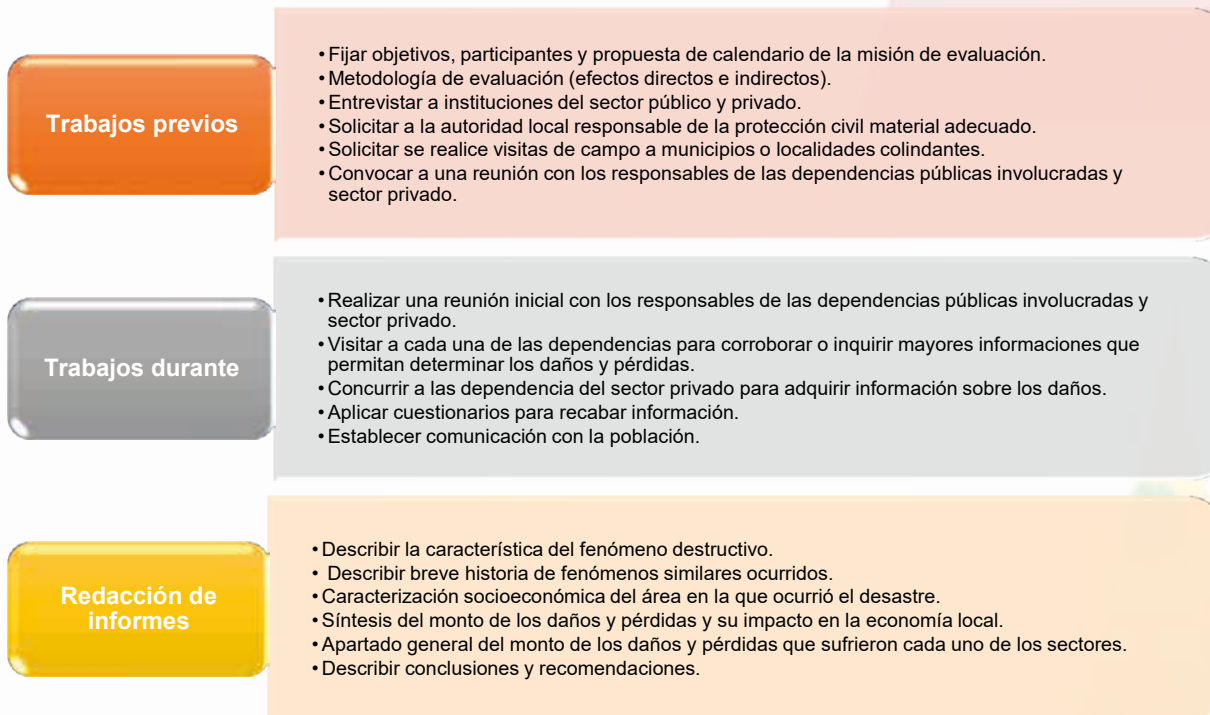 Trabajos previos
• Fijar objetivos, participantes y propuesta de calendario de la misión de evaluación.
• Metodología de evaluación (efectos directos e indirectos).
• Entrevistar a instituciones del sector público y privado.
• Solicitar a la autoridad local responsable de la protección civil material adecuado.
• Solicitar se realice visitas de campo a municipios o localidades colindantes.
• Convocar a una reunión con los responsables de las dependencias públicas involucradas y
sector privado.
Trabajos durante
• Realizar una reunión inicial con los responsables de las dependencias públicas involucradas y
sector privado.
• Visitar a cada una de las dependencias para corroborar o inquirir mayores informaciones que
permitan determinar los daños y pérdidas.
• Concurrir a las dependencia del sector privado para adquirir información sobre los daños.
• Aplicar cuestionarios para recabar información.
• Establecer comunicación con la población.
Redacción de
informes
• Describir la característica del fenómeno destructivo.
• Describir breve historia de fenómenos similares ocurridos.
• Caracterización socioeconómica del área en la que ocurrió el desastre.
• Síntesis del monto de los daños y pérdidas y su impacto en la economía local.
• Apartado general del monto de los daños y pérdidas que sufrieron cada uno de los sectores.
• Describir conclusiones y recomendaciones.